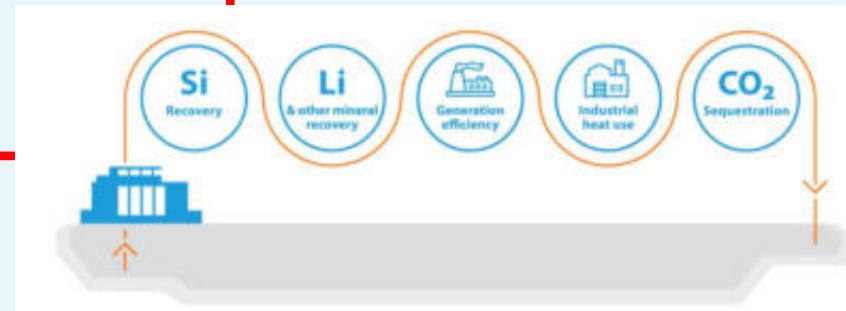 Si
Recovery
Li
& other mineral
recovery
Generation
efficiency
Industrial
heat use
CO₂
Sequestration